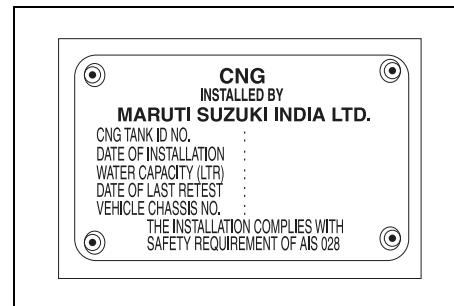 CNG
INSTALLED BY
MARUTI SUZUKI INDIA LTD.
CNG TANK ID NO. :
DATE OF INSTALLATION :
WATER CAPACITY (LTR) :
DATE OF LAST RETEST :
VEHICLE CHASSIS NO. :
THE INSTALLATION COMPLIES WITH
SAFETY REQUIREMENT OF AIS 028